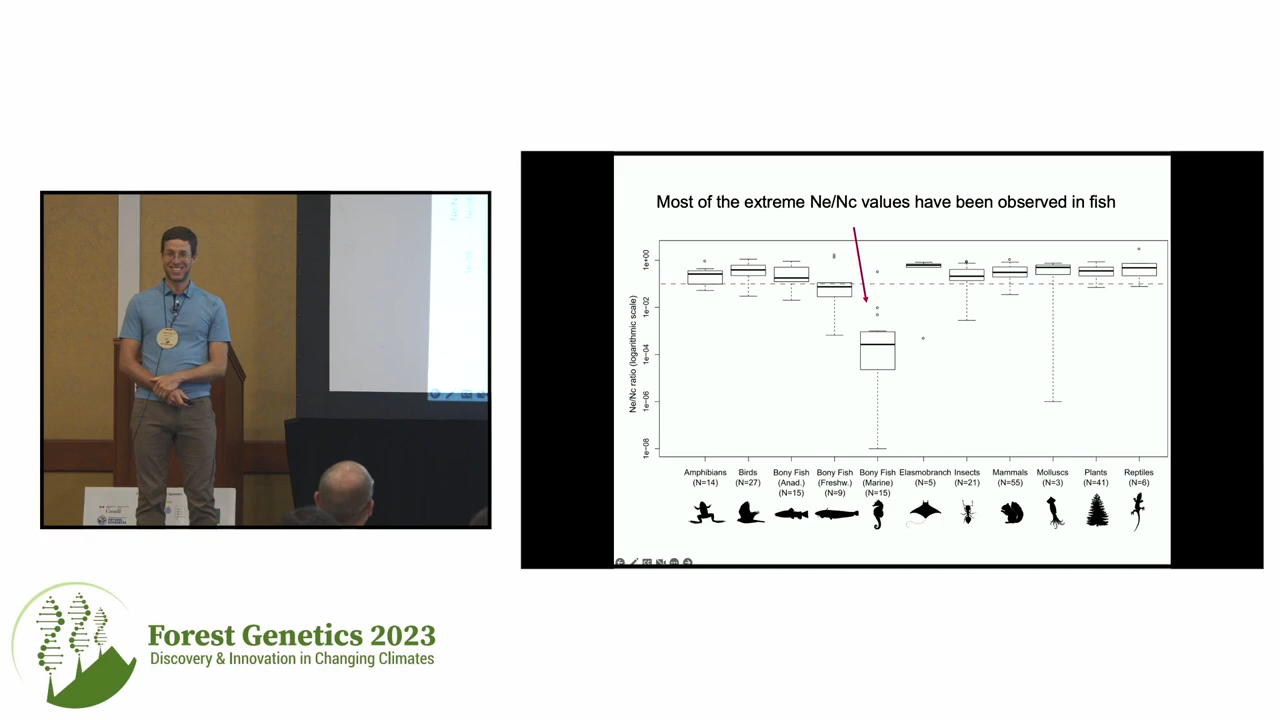 Most of the extreme Ne/Nc values have been observed in fish
Ne/Nc ratio (logarithmic scale)
1e+00
1e−02
1e−04
1e−06
1e−08
Amphibians
(N=14)
Birds
(N=27)
Bony Fish
(Anad.)
(N=15)
Bony Fish
(Freshw.)
(N=9)
Bony Fish
(Marine)
(N=15)
Elasmobranch
(N=5)
Insects
(N=21)
Mammals
(N=55)
Molluscs
(N=3)
Plants
(N=41)
Reptiles
(N=6)
Canada
Forest Genetics 2023
Discovery & Innovation in Changing Climates